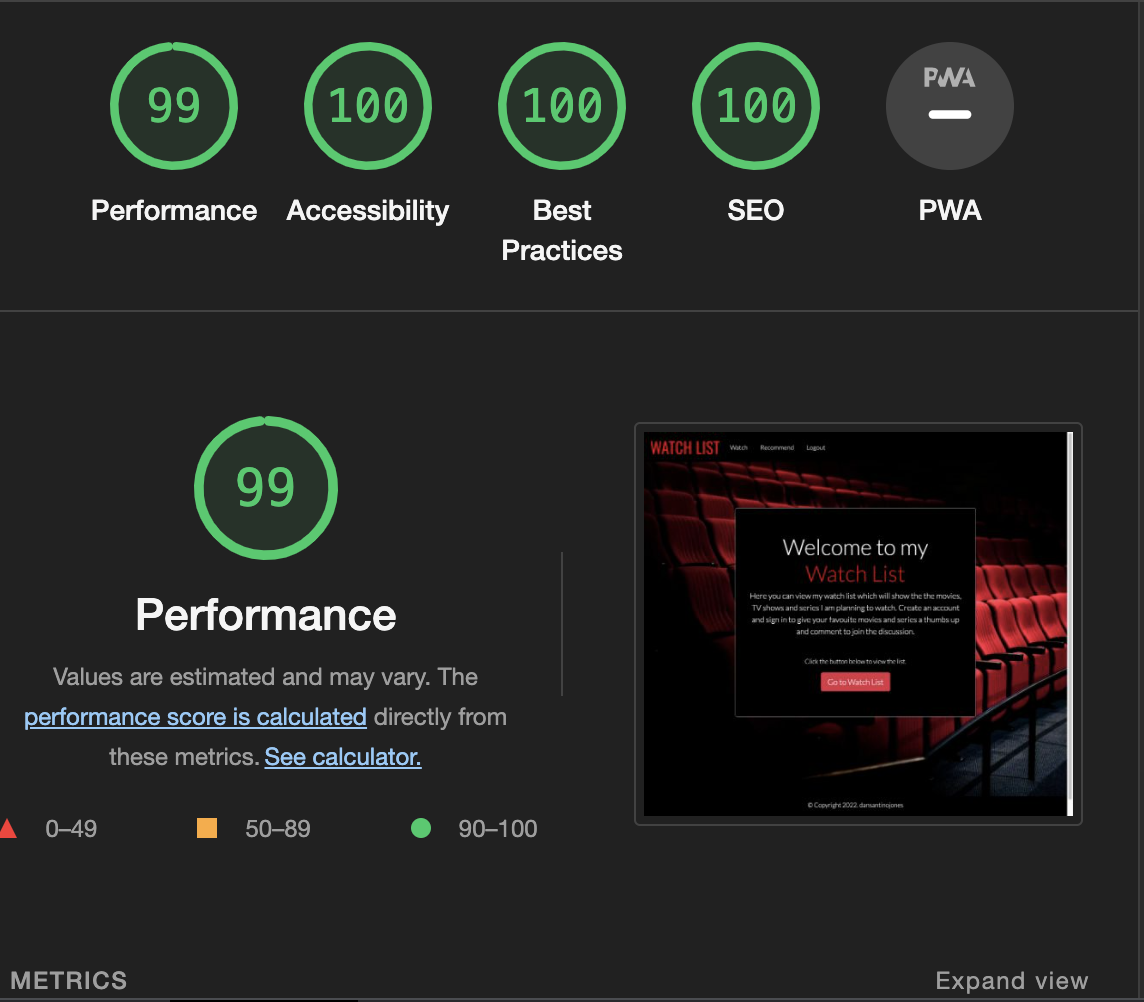 99
100
100
100
PWA
Performance
Accessibility
Best
Practices
SEO
PWA
99
Performance
Values are estimated and may vary. The
performance score is calculated directly from
these metrics. See calculator.
0–49
50–89
90–100
WATCH LIST
Watch
Recommend
Logout
Welcome to my
Watch List
Here you can view my watch list which will show the the movies,
TV shows and series I am planning to watch. Create an account
and sign in to give your favourite movies and series a thumbs up
and comment to join the discussion.
Click the button below to view the list.
Go to Watch List
© Copyright 2022. dansantinojones
METRICS
Expand view